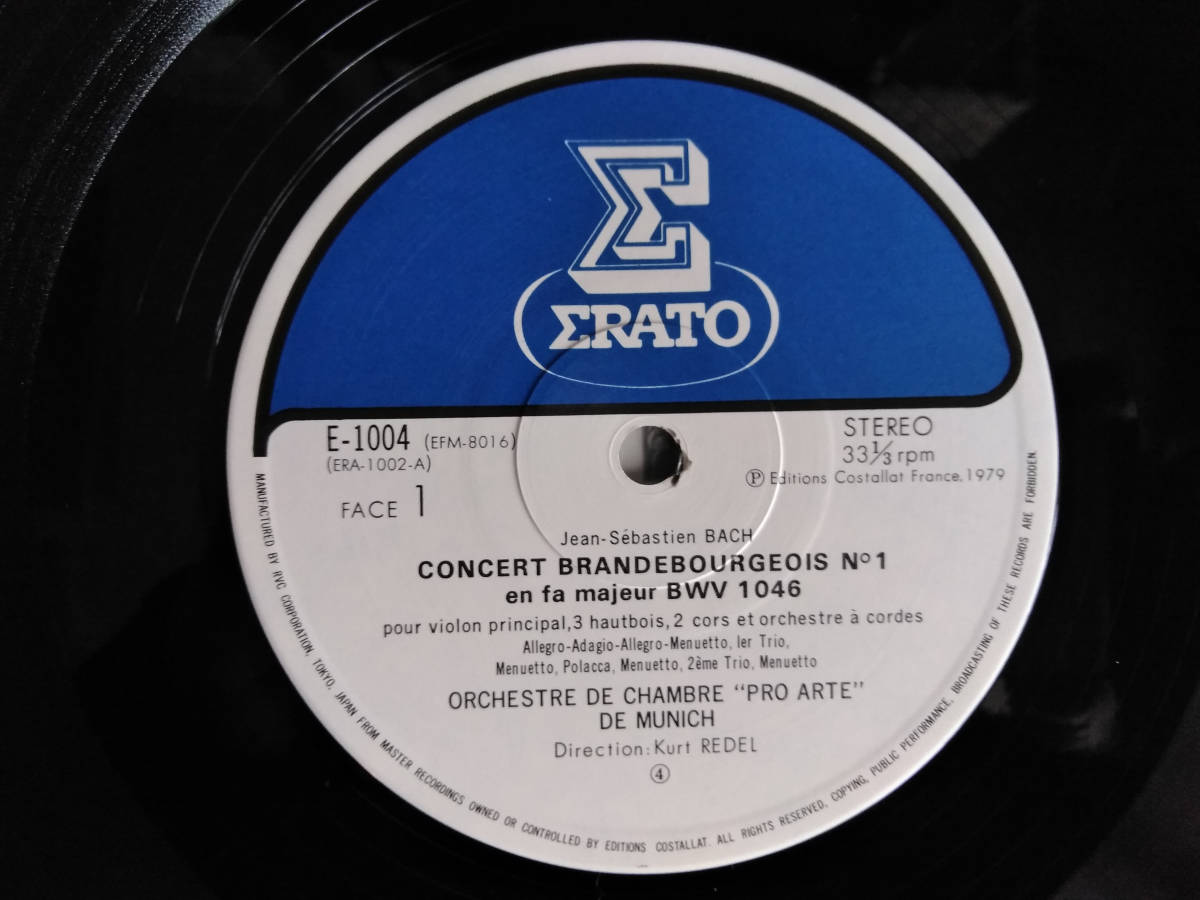 Σ
ΣRATO
E-1004 (EFM-8016)
(ERA-1002-A)
FACE 1
STEREO
33⅓ rpm
Ⓟ Editions Costallat France, 1979
Jean-Sébastien BACH
CONCERT BRANDEBOURGEOIS Nº 1
en fa majeur BWV 1046
pour violon principal, 3 hautbois, 2 cors et orchestre à cordes
Allegro-Adagio-Allegro-Menuetto, Ier Trio,
Menuetto, Polacca, Menuetto, 2ème Trio, Menuetto
ORCHESTRE DE CHAMBRE "PRO ARTE"
DE MUNICH
Direction: Kurt REDEL
④
MANUFACTURED BY RVC CORPORATION, TOKYO, JAPAN FROM MASTER RECORDINGS OWNED OR CONTROLLED BY EDITIONS COSTALLAT. ALL RIGHTS RESERVED, COPYING, PUBLIC PERFORMANCE, BROADCASTING OF THESE RECORDS ARE FORBIDDEN.